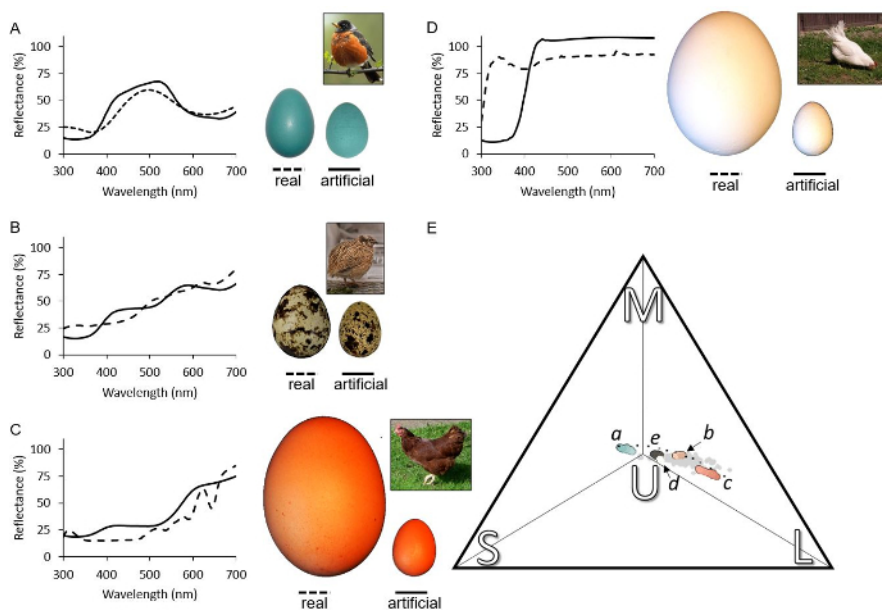 A
Reflectance (%)
100
75
50
25
0
300 400 500 600 700
Wavelength (nm)
real artificial
B
Reflectance (%)
100
75
50
25
0
300 400 500 600 700
Wavelength (nm)
real artificial
C
Reflectance (%)
100
75
50
25
0
300 400 500 600 700
Wavelength (nm)
real artificial
D
Reflectance (%)
100
75
50
25
0
300 400 500 600 700
Wavelength (nm)
real artificial
E
M
a e b
d c
U
S L